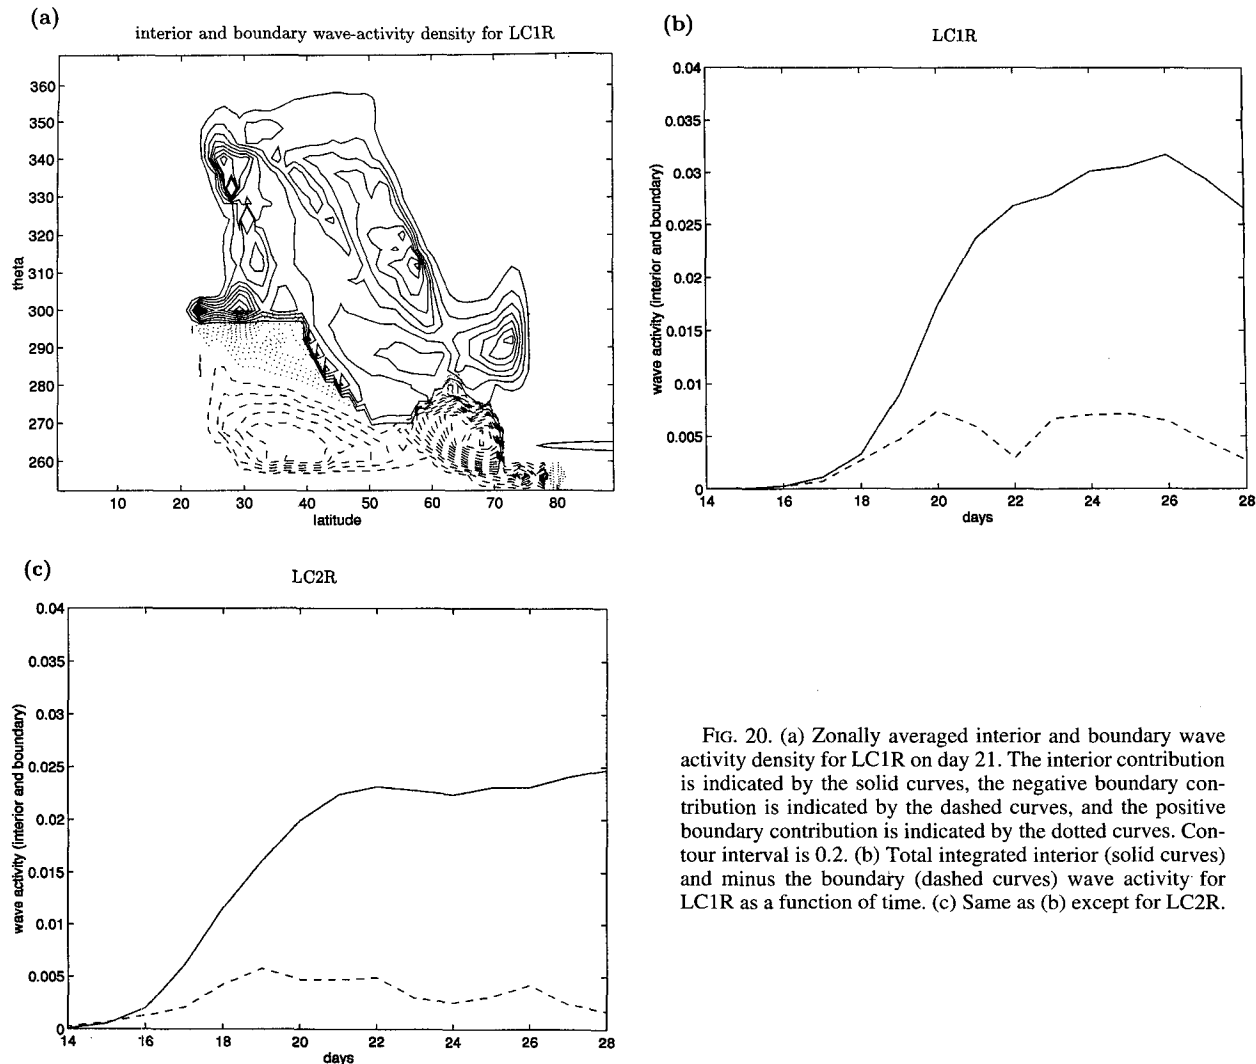 (a)
interior and boundary wave-activity density for LC1R
theta
360
350
340
330
320
310
300
290
280
270
260
10 20 30 40 50 60 70 80
latitude
(b)
LC1R
wave activity (interior and boundary)
0.04
0.035
0.03
0.025
0.02
0.015
0.01
0.005
0
14 16 18 20 22 24 26 28
days
(c)
LC2R
wave activity (interior and boundary)
0.04
0.035
0.03
0.025
0.02
0.015
0.01
0.005
0
14 16 18 20 22 24 26 28
days
FIG. 20. (a) Zonally averaged interior and boundary wave
activity density for LC1R on day 21. The interior contribution
is indicated by the solid curves, the negative boundary con-
tribution is indicated by the dashed curves, and the positive
boundary contribution is indicated by the dotted curves. Con-
tour interval is 0.2. (b) Total integrated interior (solid curves)
and minus the boundary (dashed curves) wave activity for
LC1R as a function of time. (c) Same as (b) except for LC2R.